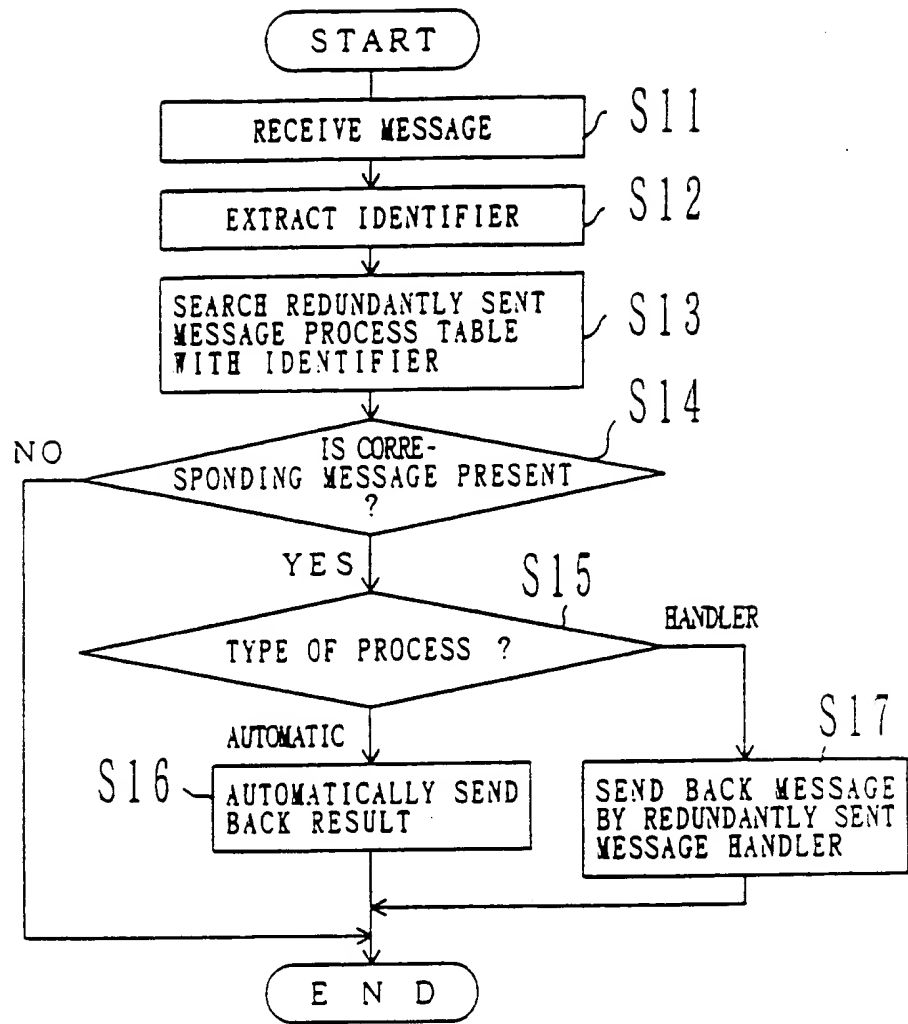 START
RECEIVE MESSAGE
S11
EXTRACT IDENTIFIER
S12
SEARCH REDUNDANTLY SENT
MESSAGE PROCESS TABLE
WITH IDENTIFIER
S13
S14
IS CORRE-
SPONDING MESSAGE PRESENT
?
NO
YES
S15
TYPE OF PROCESS ?
HANDLER
AUTOMATIC
S16
AUTOMATICALLY SEND
BACK RESULT
S17
SEND BACK MESSAGE
BY REDUNDANTLY SENT
MESSAGE HANDLER
END